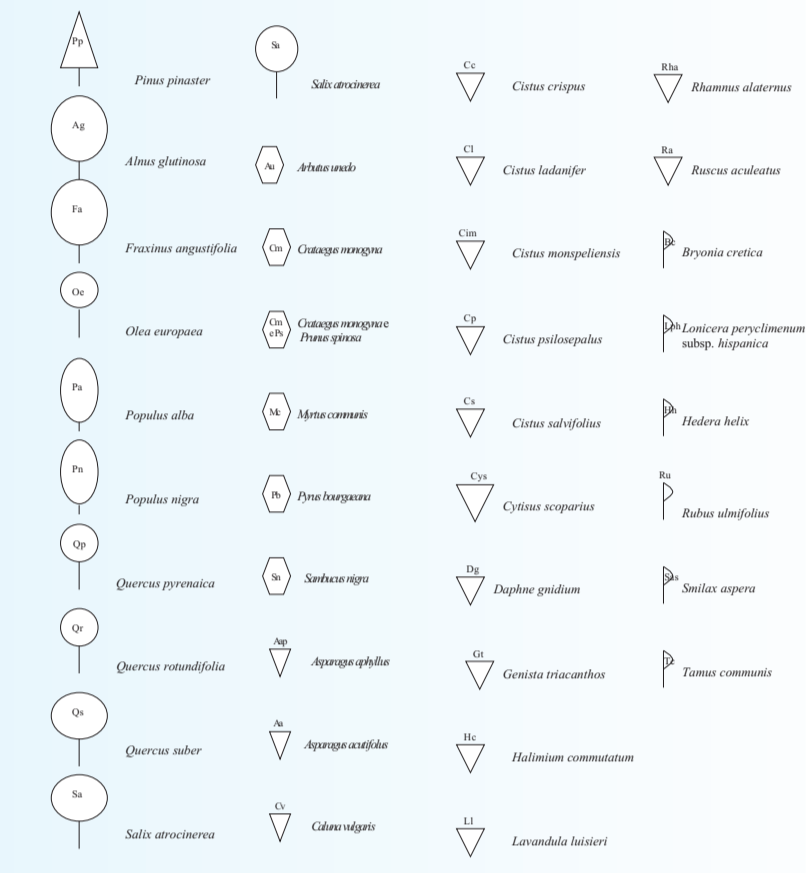 Pp
Pinus pinaster
Ag
Alnus glutinosa
Fa
Fraxinus angustifolia
Oe
Olea europaea
Pa
Populus alba
Pn
Populus nigra
Qp
Quercus pyrenaica
Qr
Quercus rotundifolia
Qs
Quercus suber
Sa
Salix atrocinerea
Sa
Salix atrocinerea
Au
Arbutus unedo
Cm
Crataegus monogyna
Cm
e Ps
Crataegus monogyna e
Prunus spinosa
Mc
Myrtus communis
Pb
Pyrus bourgaeana
Sn
Sambucus nigra
Aap
Asparagus aphyllus
Aa
Asparagus acutifolus
Cv
Caluna vulgaris
Cc
Cistus crispus
Cl
Cistus ladanifer
Cim
Cistus monspeliensis
Cp
Cistus psilosepalus
Cs
Cistus salvifolius
Cys
Cytisus scoparius
Dg
Daphne gnidium
Gt
Genista triacanthos
Hc
Halimium commutatum
Ll
Lavandula luisieri
Rha
Rhamnus alaternus
Ra
Ruscus aculeatus
Bc
Bryonia cretica
Lph
Lonicera peryclimenum
subsp. hispanica
Hh
Hedera helix
Ru
Rubus ulmifolius
Sas
Smilax aspera
Tamus communis